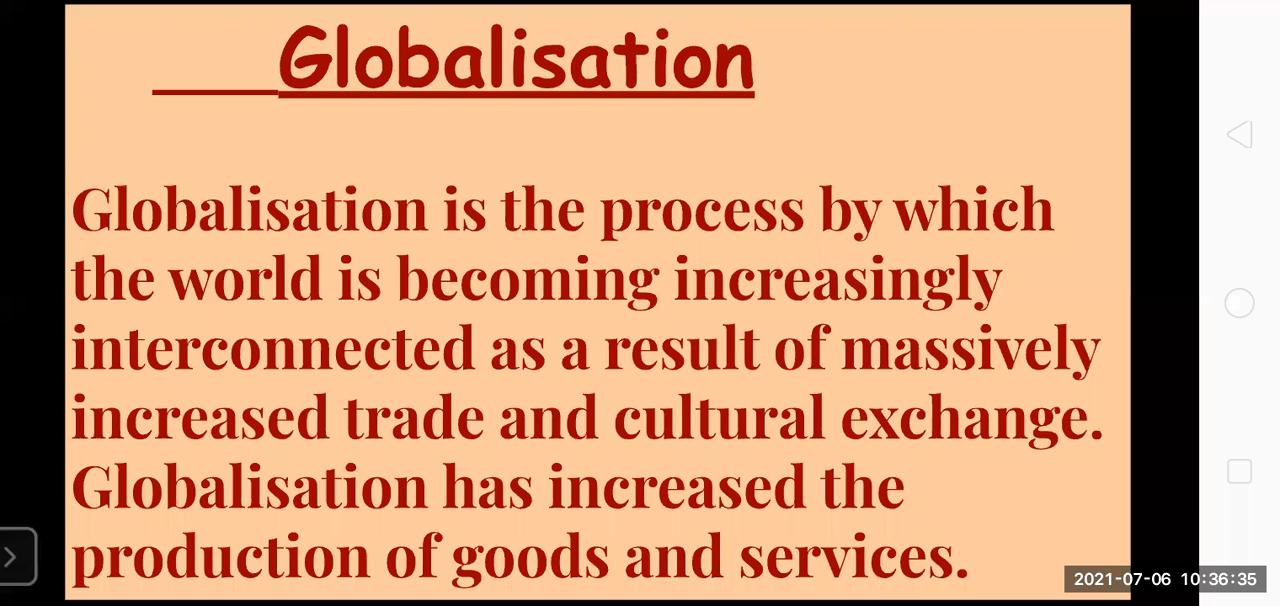 Globalisation
Globalisation is the process by which
the world is becoming increasingly
interconnected as a result of massively
increased trade and cultural exchange.
Globalisation has increased the
production of goods and services.
2021-07-06 10:36:35